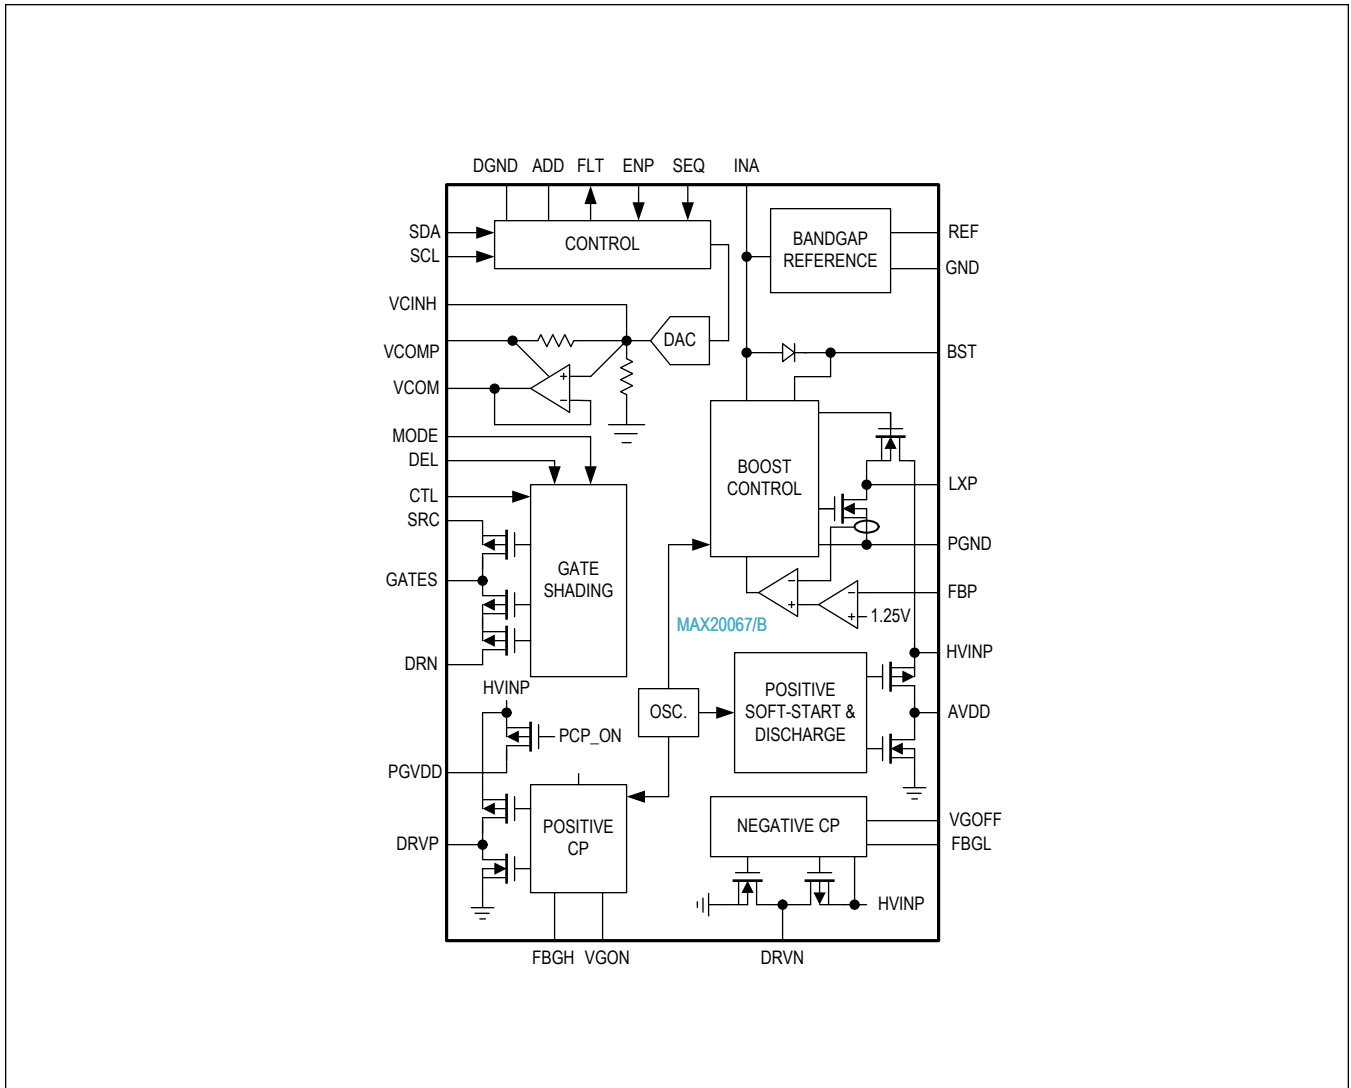 DGND ADD FLT ENP SEQ INA
SDA
SCL
CONTROL
BANDGAP
REFERENCE
REF
GND
VCINH
VCOMP
VCOM
DAC
+
−
BST
MODE
DEL
CTL
SRC
GATES
DRN
GATE
SHADING
BOOST
CONTROL
LXP
PGND
FBP
−
+
−
+
1.25V
MAX20067/B
HVINP
AVDD
HVINP
PCP_ON
PGVDD
DRVP
OSC.
POSITIVE
SOFT-START &
DISCHARGE
POSITIVE
CP
NEGATIVE CP
VGOFF
FBGL
HVINP
FBGH VGON
DRVN